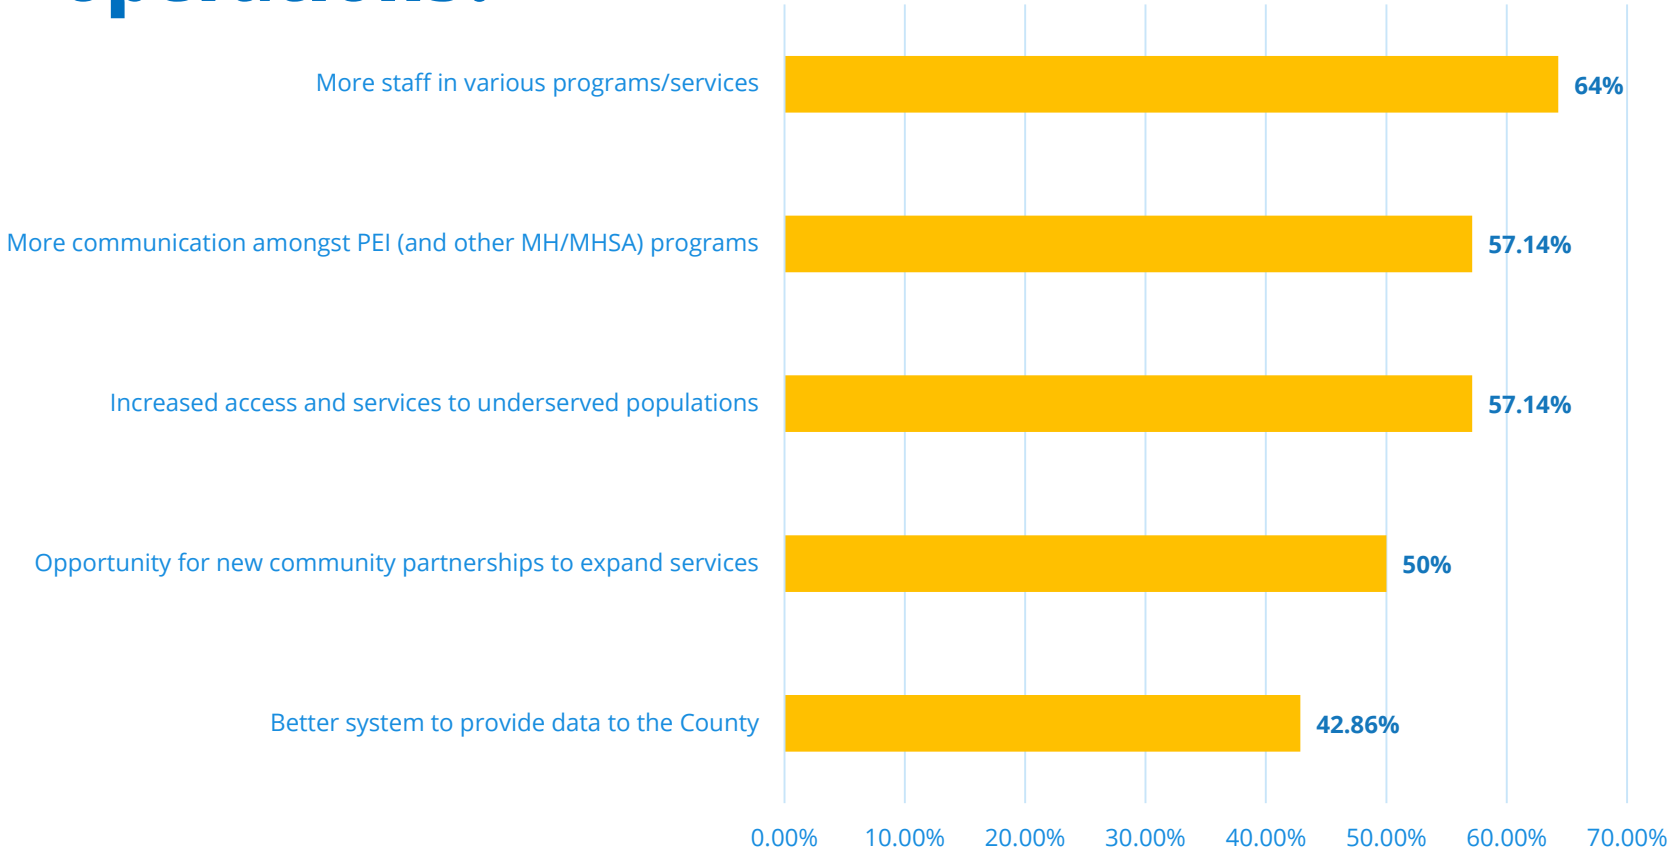 operations:
More staff in various programs/services
64%
More communication amongst PEI (and other MH/MHSA) programs
57.14%
Increased access and services to underserved populations
57.14%
Opportunity for new community partnerships to expand services
50%
Better system to provide data to the County
42.86%
0.00% 10.00% 20.00% 30.00% 40.00% 50.00% 60.00% 70.00%